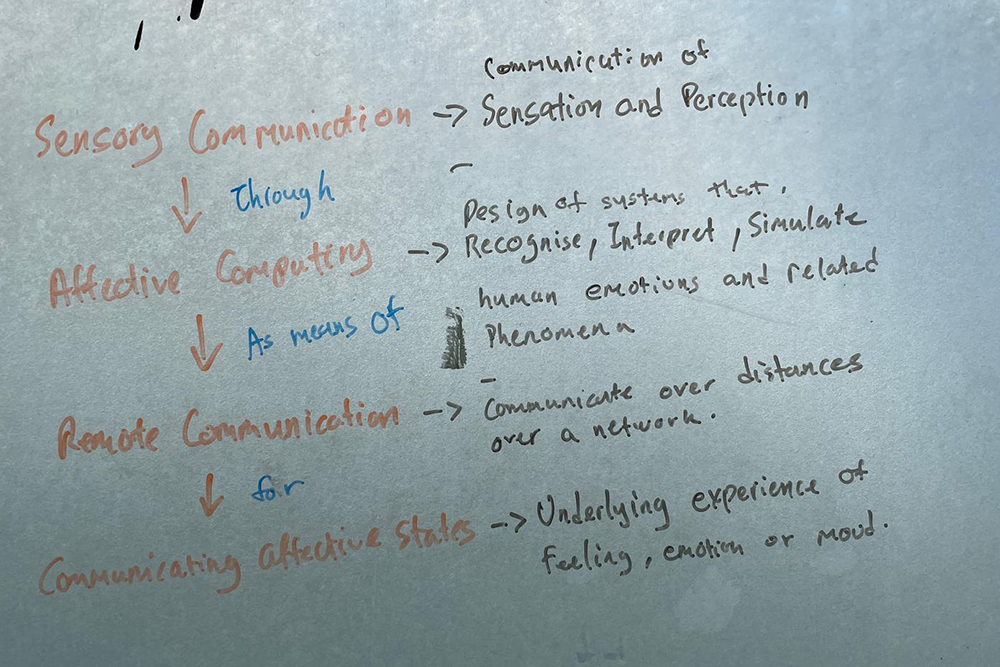 Communication of
Sensory Communication -> Sensation and Perception
Through
Design of systems that
Affective Computing -> Recognise, Interpret, Simulate
human emotions and related
As means of
Phenomena
Remote Communication -> Communicate over distances
over a network.
for
Communicating affective states -> Underlying experience of
feeling, emotion or mood.